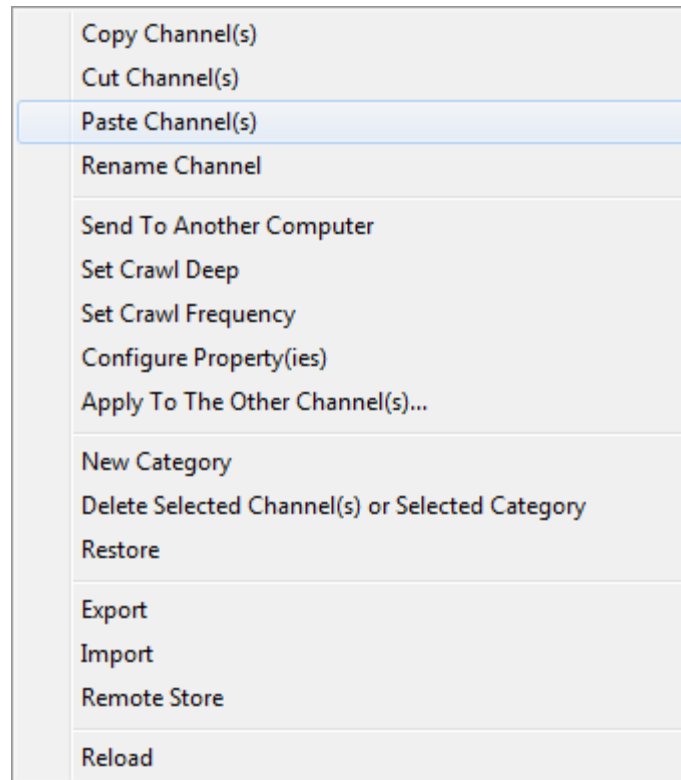 Copy Channel(s)
Cut Channel(s)
Paste Channel(s)
Rename Channel
Send To Another Computer
Set Crawl Deep
Set Crawl Frequency
Configure Property(ies)
Apply To The Other Channel(s)...
New Category
Delete Selected Channel(s) or Selected Category
Restore
Export
Import
Remote Store
Reload